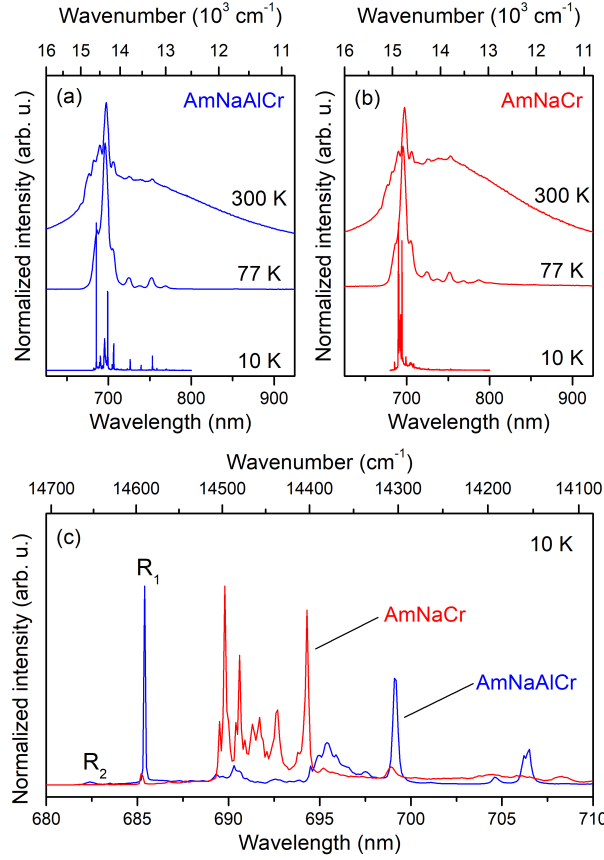 Wavenumber (10³ cm⁻¹) Wavenumber (10³ cm⁻¹)
16 15 14 13 12 11 16 15 14 13 12 11
(a) AmNaAlCr (b) AmNaCr
300 K 300 K
77 K 77 K
10 K 10 K
Normalized intensity (arb. u.) Normalized intensity (arb. u.)
700 800 900 700 800 900
Wavelength (nm) Wavelength (nm)
Wavenumber (cm⁻¹)
14700 14600 14500 14400 14300 14200 14100
(c) 10 K
R₁
AmNaCr
AmNaAlCr
R₂
Normalized intensity (arb. u.)
680 685 690 695 700 705 710
Wavelength (nm)